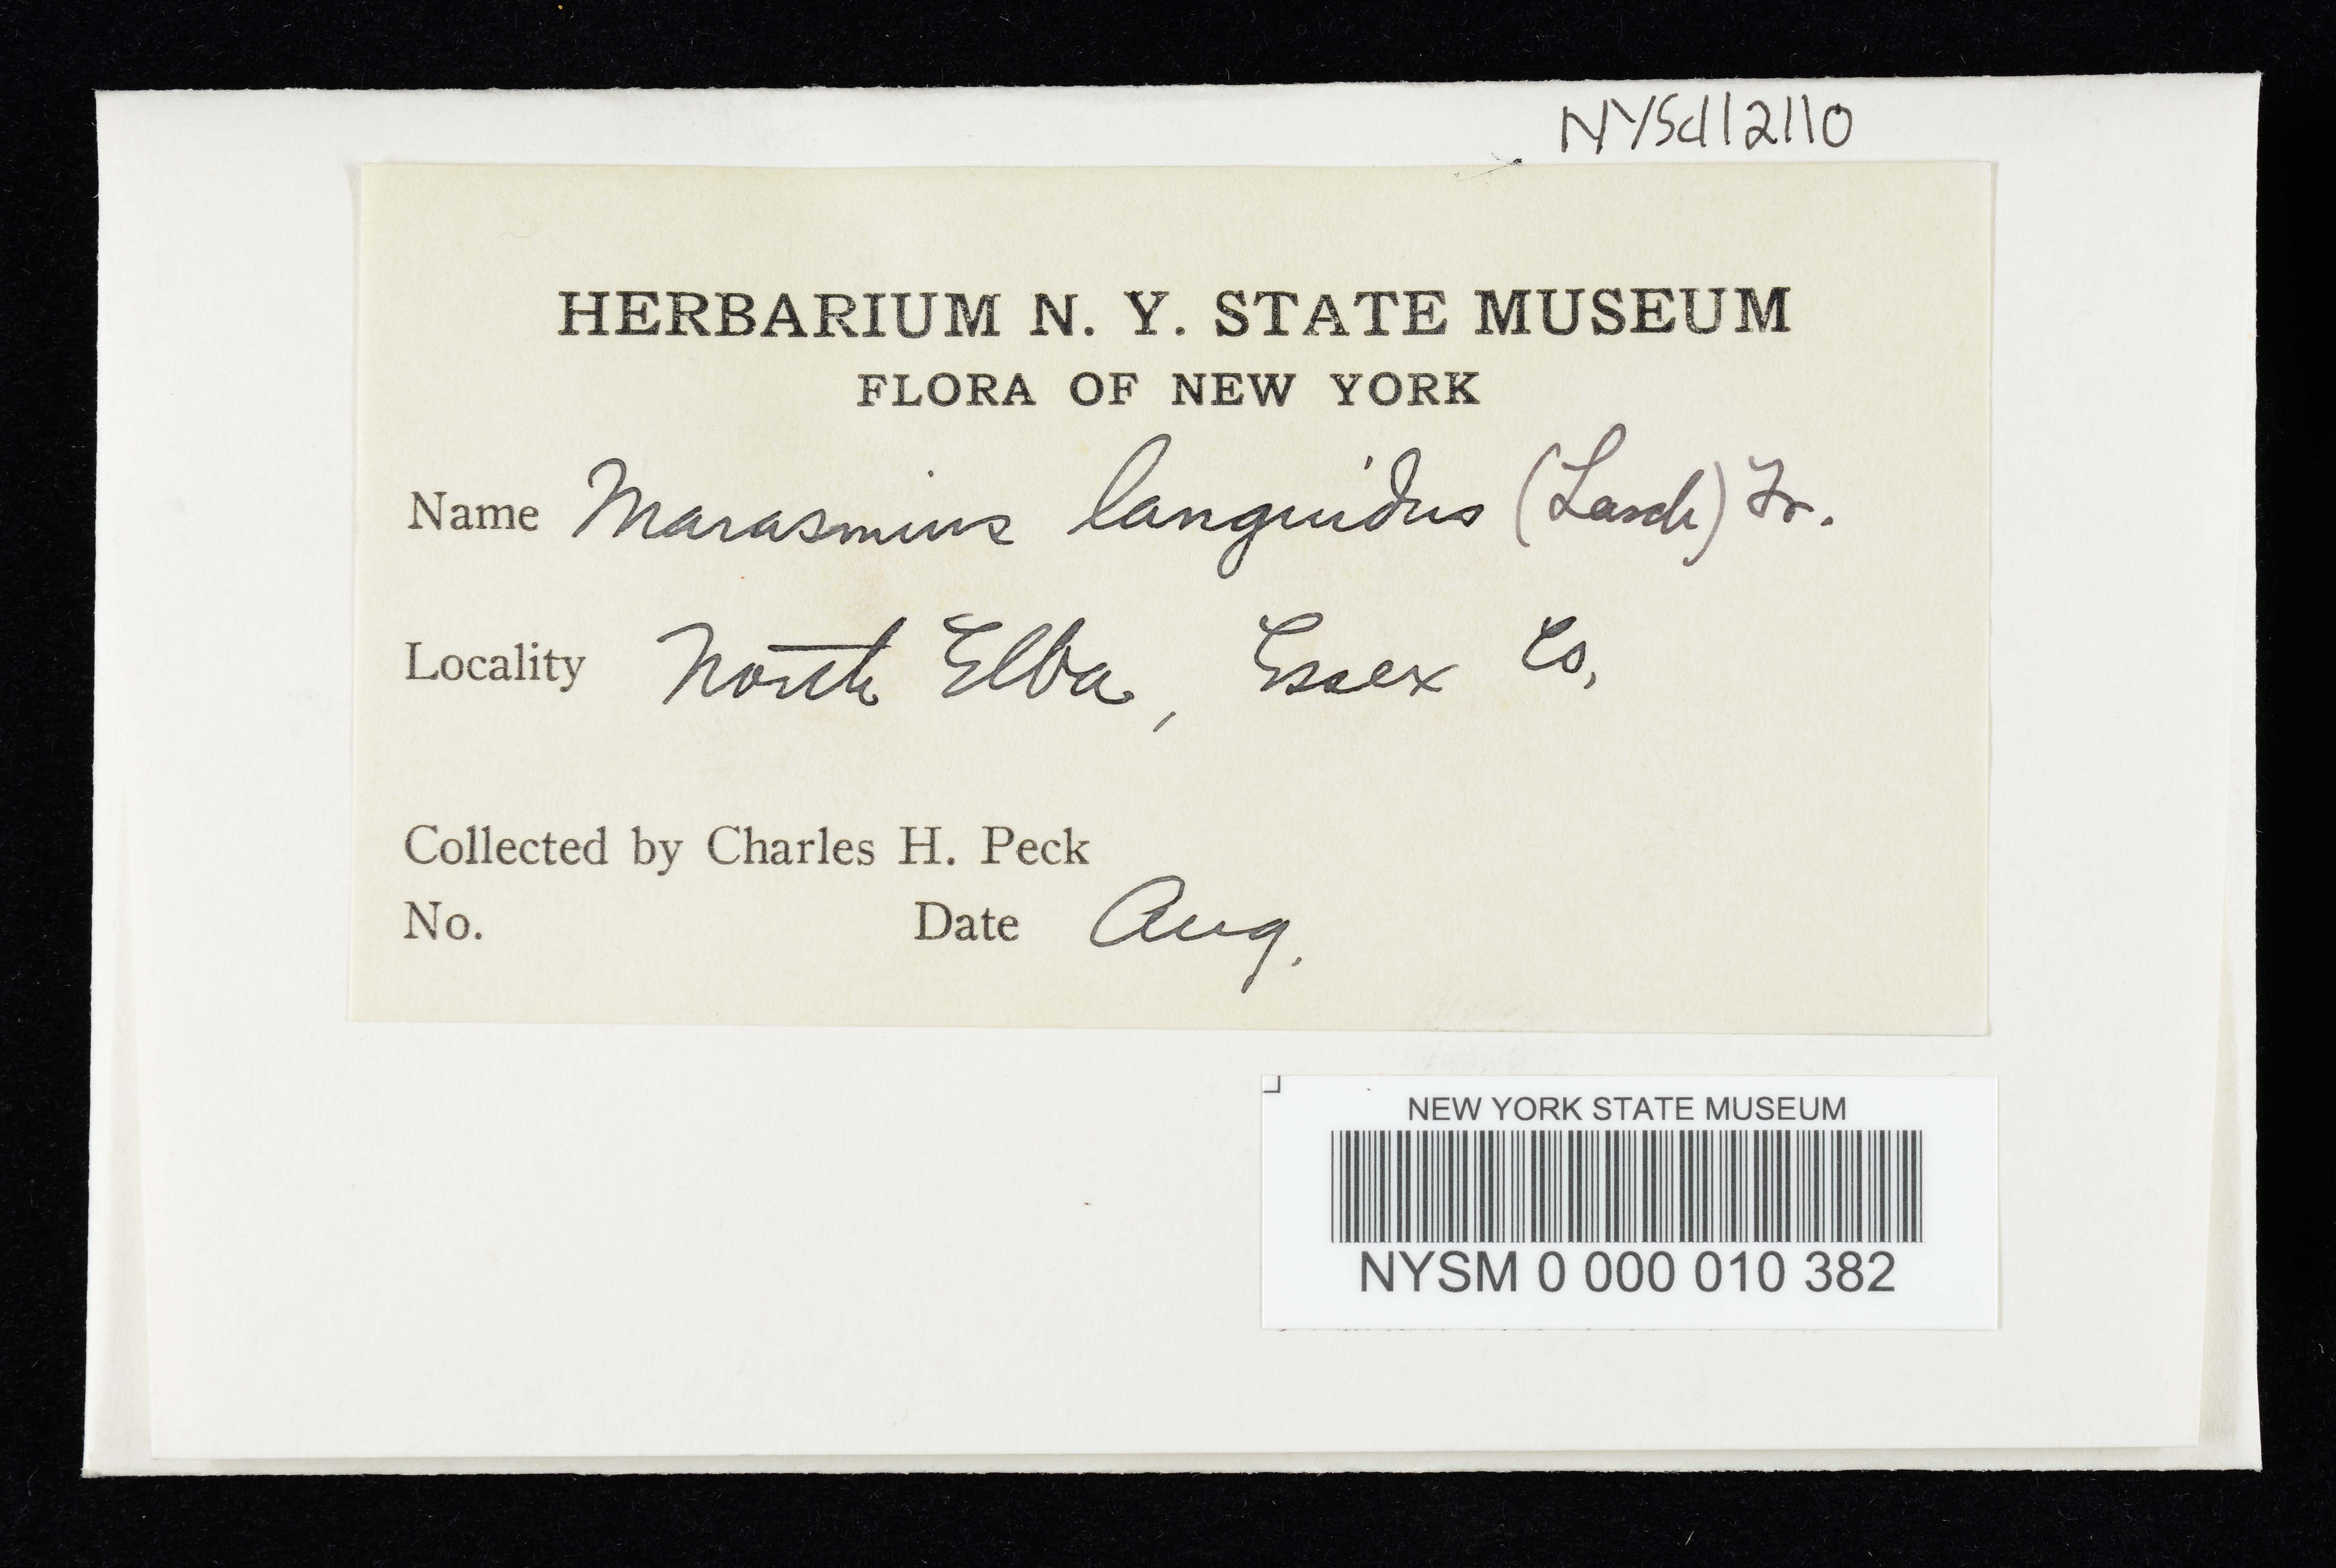 NYSd12110
HERBARIUM N. Y. STATE MUSEUM
FLORA OF NEW YORK
Name Marasmius languidus (Lasch) Fr.
Locality North Elba, Essex Co.
Collected by Charles H. Peck
No. Date Aug.
NEW YORK STATE MUSEUM
NYSM 0 000 010 382